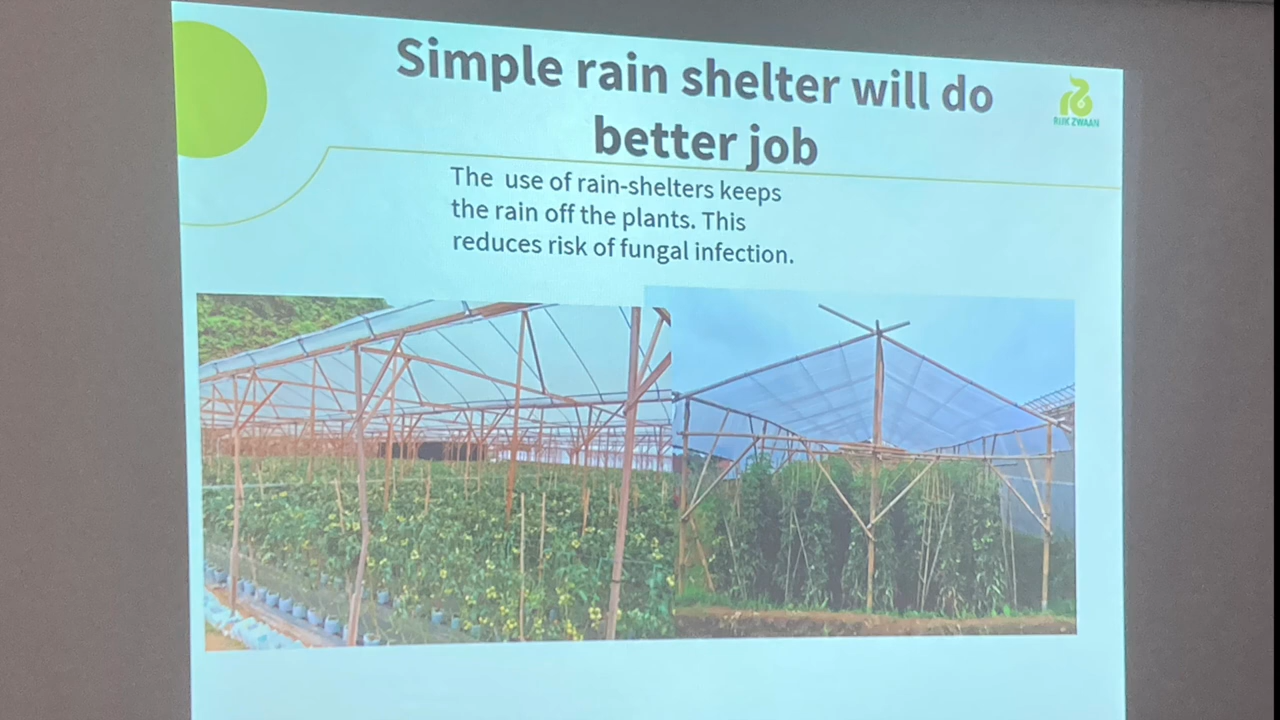 Simple rain shelter will do
better job
RIJK ZWAAN
The use of rain-shelters keeps
the rain off the plants. This
reduces risk of fungal infection.